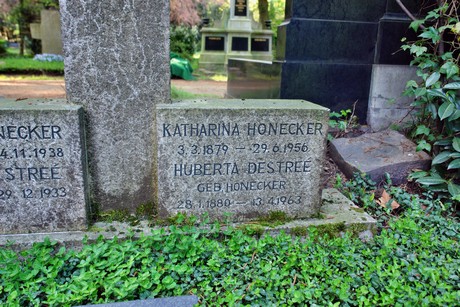 NECKER
4.11.1938
STREE
29.12.1933
KATHARINA HONECKER
3.3.1879 – 29.6.1956
HUBERTA DESTREE
GEB. HONECKER
28.1.1880 – 13.4.1963